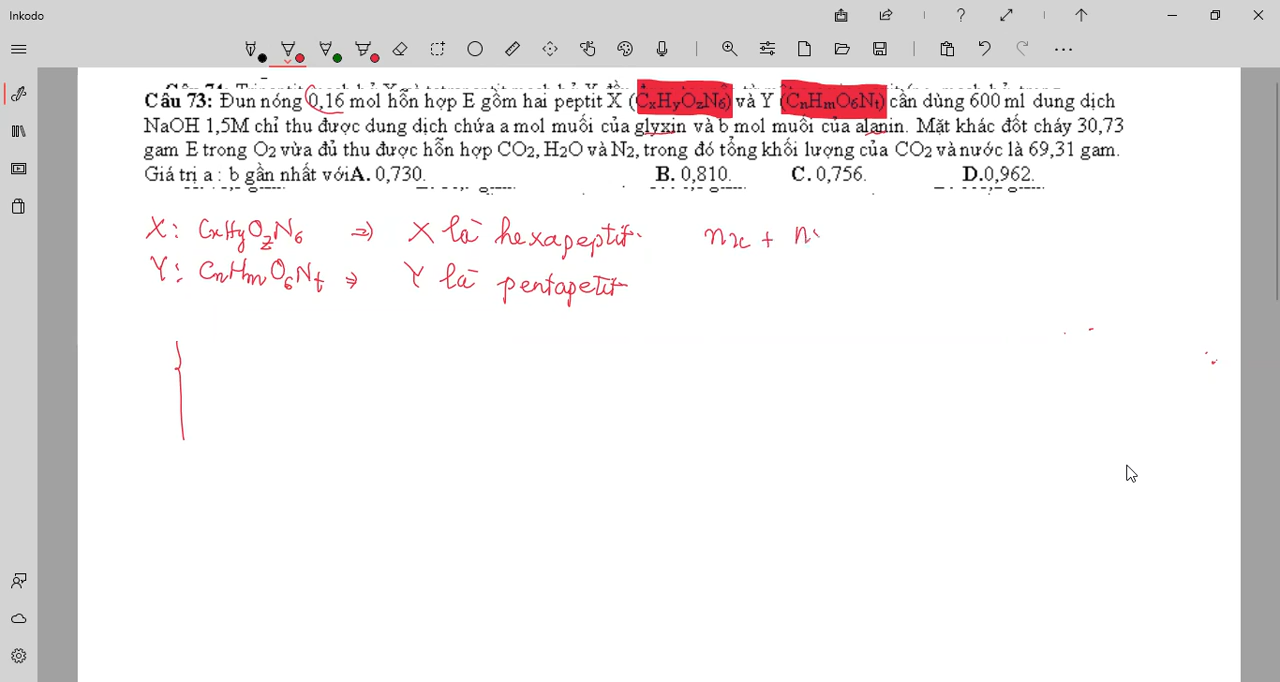 Inkodo
Câu 73: Đun nóng 0,16 mol hỗn hợp E gồm hai peptit X (CxHyOzN6) và Y (CnHmO6Nt) cần dùng 600 ml dung dịch
NaOH 1,5M chỉ thu được dung dịch chứa a mol muối của glyxin và b mol muối của alanin. Mặt khác đốt cháy 30,73
gam E trong O2 vừa đủ thu được hỗn hợp CO2, H2O và N2, trong đó tổng khối lượng của CO2 và nước là 69,31 gam.
Giá trị a : b gần nhất vớiA. 0,730. B. 0,810. C. 0,756. D.0,962.
X: CxHyOzN6 ⇒ X là hexapeptit. nx + n
Y: CnHmO6Nt ⇒ Y là pentapetit